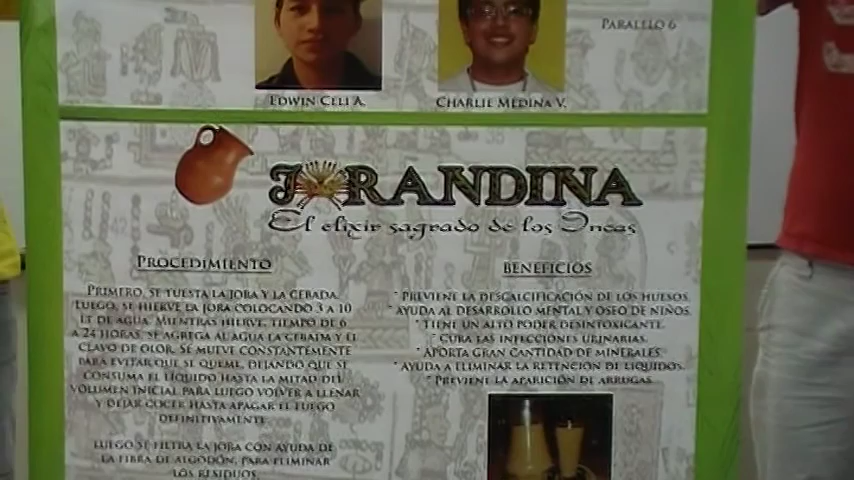 PARALELO 6
EDWIN CELI A.
CHARLIE MEDINA V.
JORANDINA
El elixir sagrado de los Incas
PROCEDIMIENTO
PRIMERO, SE TUESTA LA JORA Y LA CEBADA.
LUEGO, SE HIERVE LA JORA COLOCANDO 3 A 10
LT DE AGUA. MIENTRAS HIERVE, TIEMPO DE 6
A 24 HORAS, SE AGREGA AL AGUA LA CEBADA Y EL
CLAVO DE OLOR. SE MUEVE CONSTANTEMENTE
PARA EVITAR QUE SE QUEME, DEJANDO QUE SE
CONSUMA EL LÍQUIDO HASTA LA MITAD DEL
VOLUMEN INICIAL PARA LUEGO VOLVER A LLENAR
Y DEJAR COCER HASTA APAGAR EL FUEGO
DEFINITIVAMENTE.
LUEGO SE FILTRA LA JORA CON AYUDA DE
LA FIBRA DE ALGODÓN, PARA ELIMINAR
LOS RESIDUOS.
BENEFICIOS
* PREVIENE LA DESCALCIFICACIÓN DE LOS HUESOS.
* AYUDA AL DESARROLLO MENTAL Y OSEO DE NIÑOS.
* TIENE UN ALTO PODER DESINTOXICANTE.
* CURA LAS INFECCIONES URINARIAS.
* APORTA GRAN CANTIDAD DE MINERALES.
* AYUDA A ELIMINAR LA RETENCIÓN DE LÍQUIDOS.
* PREVIENE LA APARICIÓN DE ARRUGAS.